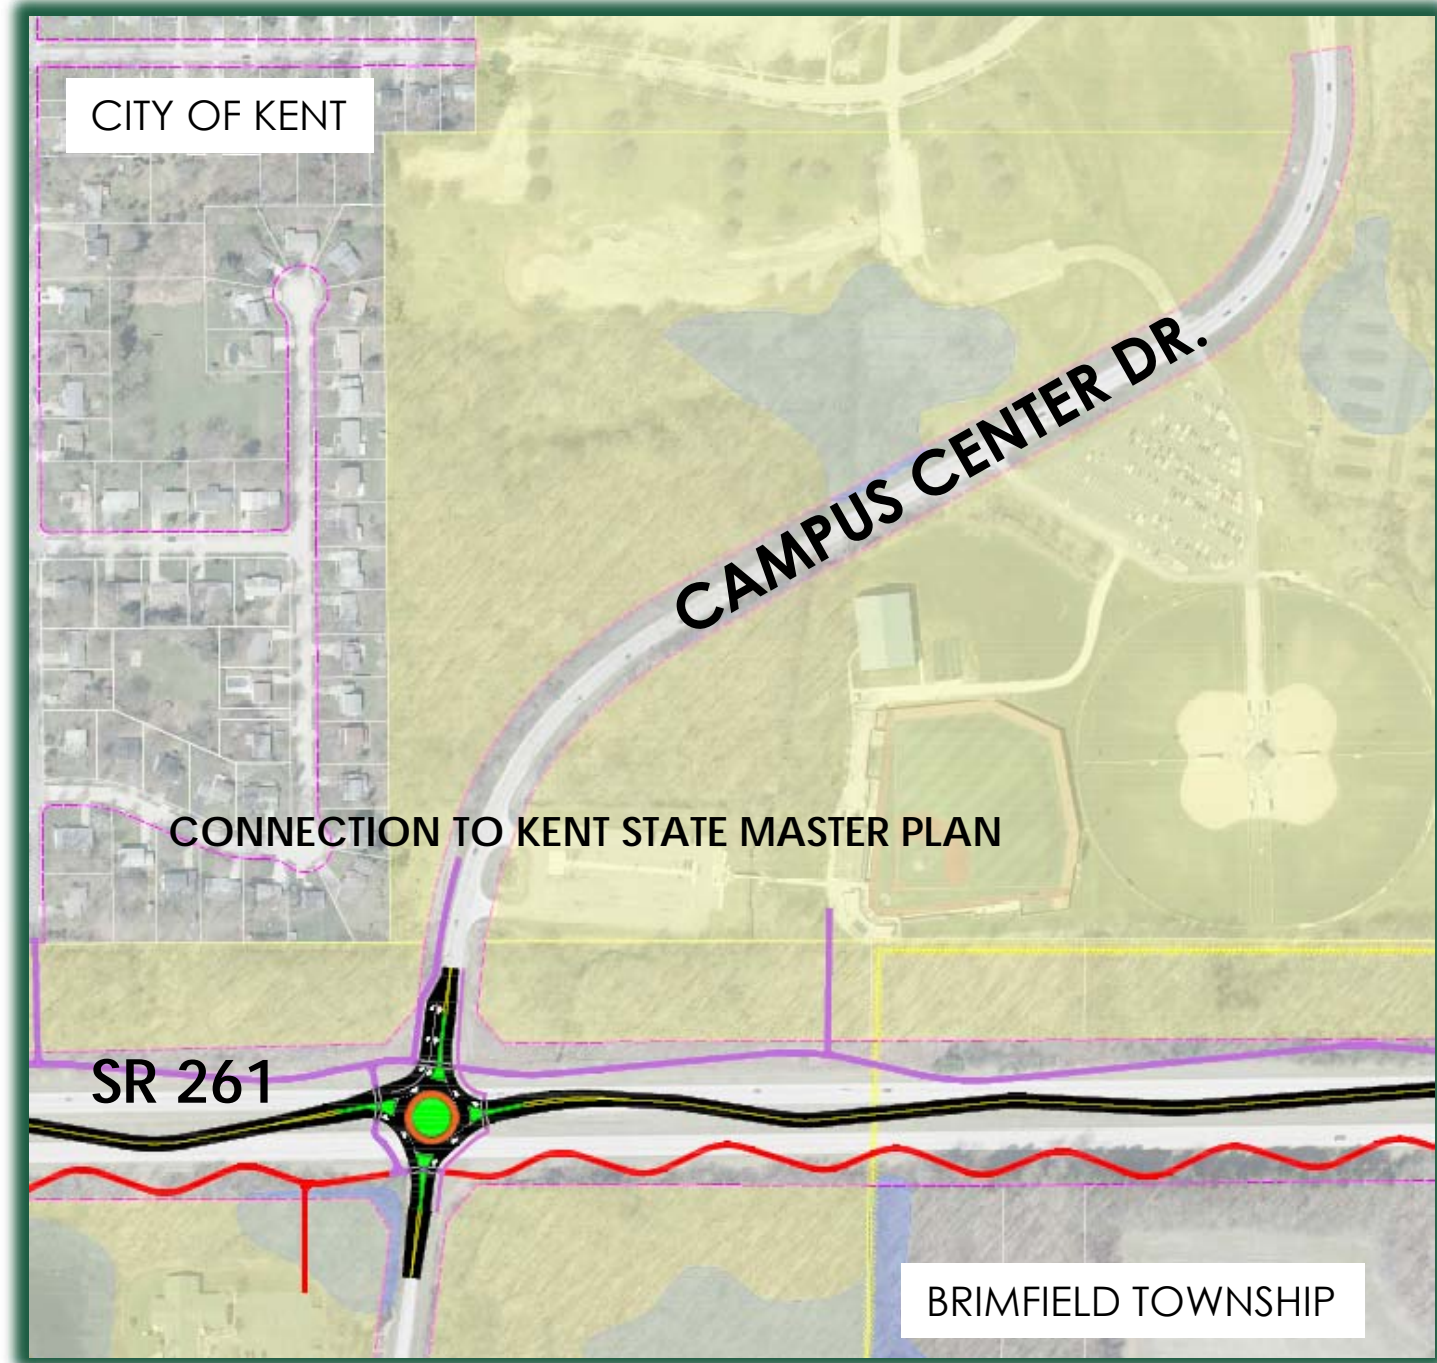 CITY OF KENT
CAMPUS CENTER DR.
CONNECTION TO KENT STATE MASTER PLAN
SR 261
BRIMFIELD TOWNSHIP